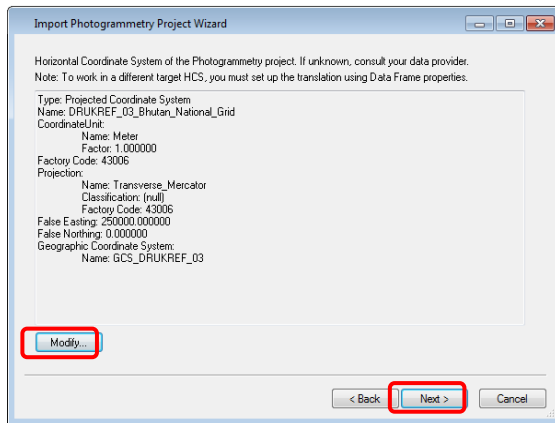 Import Photogrammetry Project Wizard
Horizontal Coordinate System of the Photogrammetry project. If unknown, consult your data provider.
Note: To work in a different target HCS, you must set up the translation using Data Frame properties.
Type: Projected Coordinate System
Name: DRUKREF_03_Bhutan_National_Grid
CoordinateUnit:
Name: Meter
Factor: 1.000000
Factory Code: 43006
Projection:
Name: Transverse_Mercator
Classification: (null)
Factory Code: 43006
False Easting: 250000.000000
False Northing: 0.000000
Geographic Coordinate System:
Name: GCS_DRUKREF_03
Modify...
< Back
Next >
Cancel